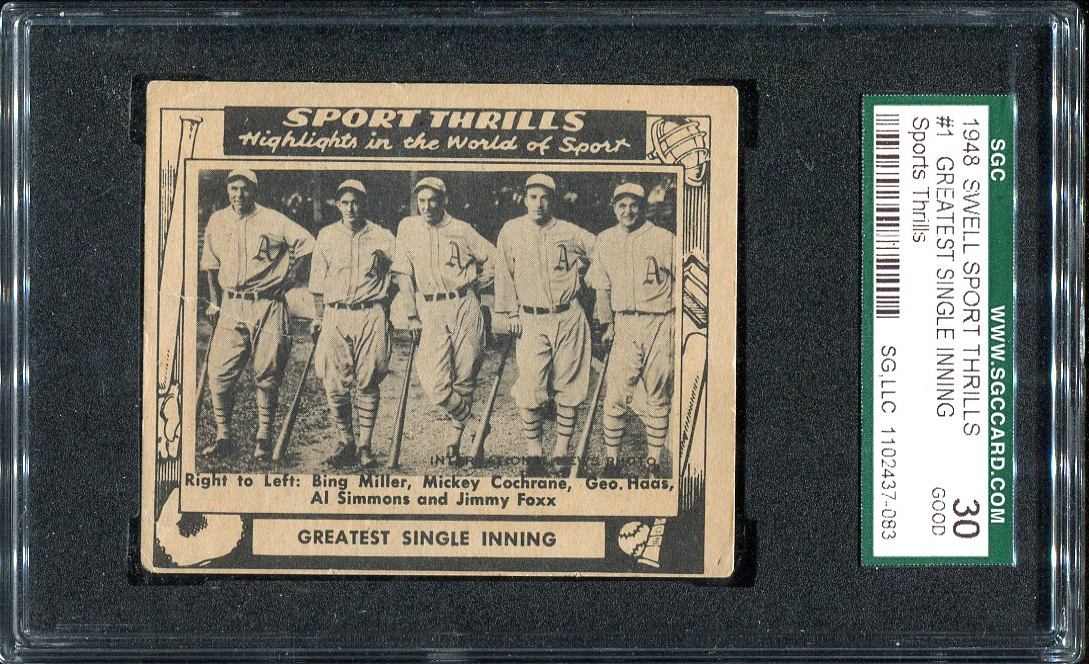 SPORT THRILLS
Highlights in the World of Sport
A
A
A
A
A
INTERNATIONAL NEWS PHOTO
Right to Left: Bing Miller, Mickey Cochrane, Geo. Haas,
Al Simmons and Jimmy Foxx
GREATEST SINGLE INNING
SGC WWW.SGCCARD.COM
1948 SWELL SPORT THRILLS
#1 GREATEST SINGLE INNING
Sports Thrills
30
GOOD
SG,LLC 1102437-083